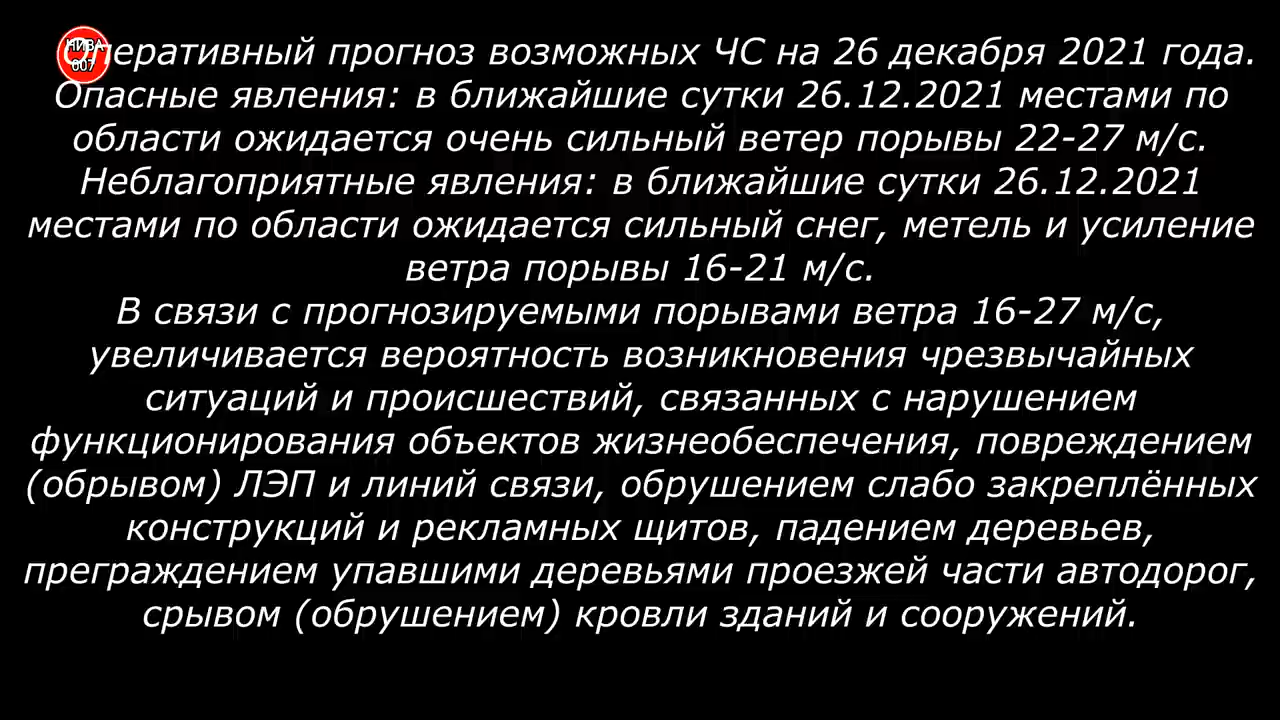 НИВА
607
Оперативный прогноз возможных ЧС на 26 декабря 2021 года.
Опасные явления: в ближайшие сутки 26.12.2021 местами по
области ожидается очень сильный ветер порывы 22-27 м/с.
Неблагоприятные явления: в ближайшие сутки 26.12.2021
местами по области ожидается сильный снег, метель и усиление
ветра порывы 16-21 м/с.
В связи с прогнозируемыми порывами ветра 16-27 м/с,
увеличивается вероятность возникновения чрезвычайных
ситуаций и происшествий, связанных с нарушением
функционирования объектов жизнеобеспечения, повреждением
(обрывом) ЛЭП и линий связи, обрушением слабо закреплённых
конструкций и рекламных щитов, падением деревьев,
преграждением упавшими деревьями проезжей части автодорог,
срывом (обрушением) кровли зданий и сооружений.